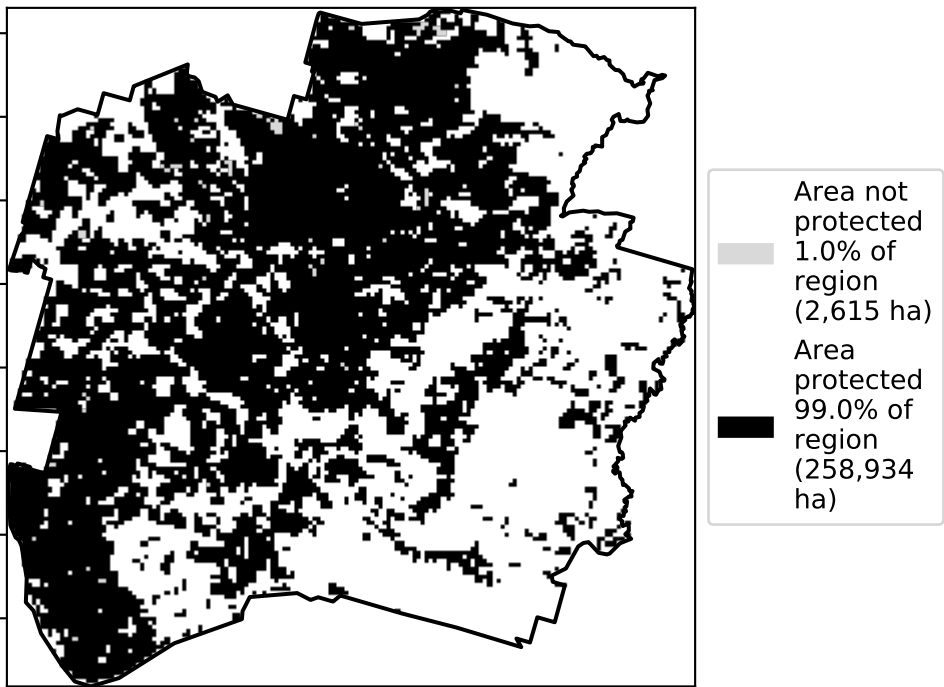 Area not
protected
1.0% of
region
(2,615 ha)
Area
protected
99.0% of
region
(258,934
ha)